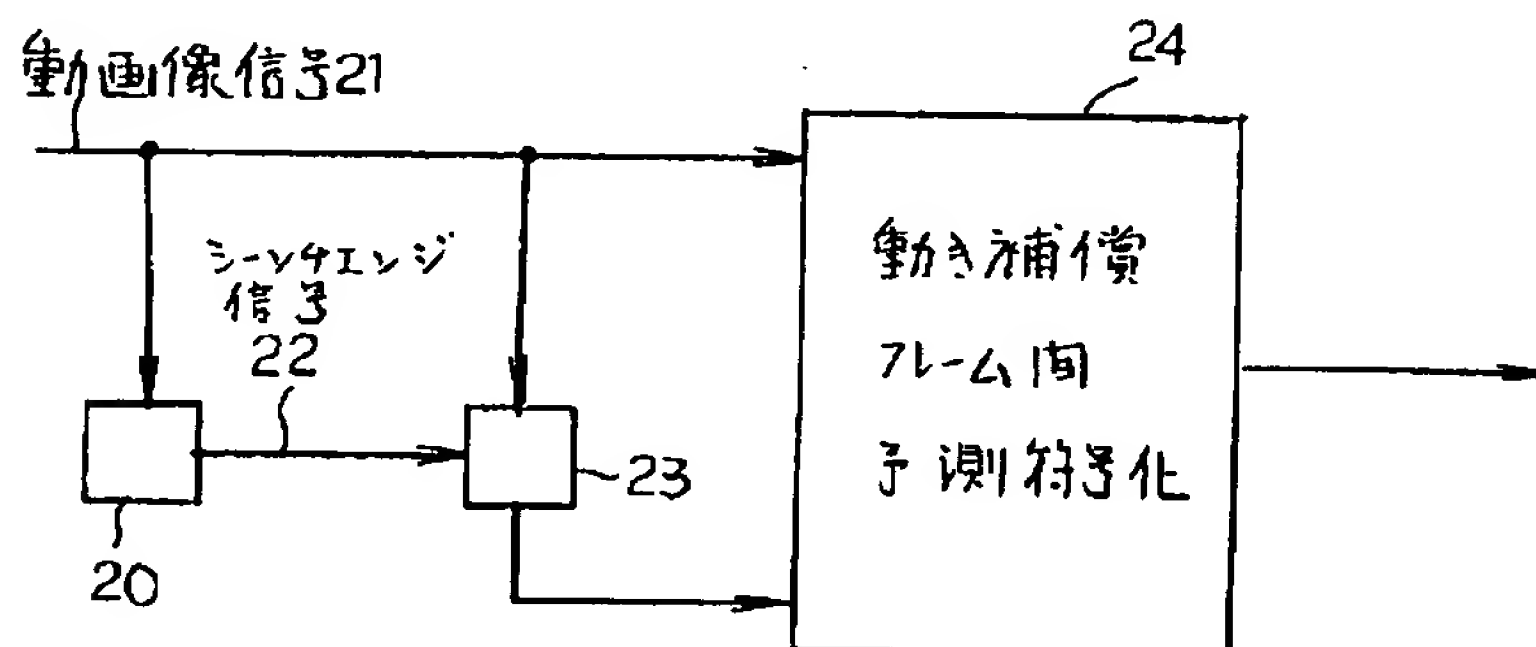 動画像信号21
24
シーンチエンジ
信号
22
動き補償
フレーム間
予測符号化
23
20